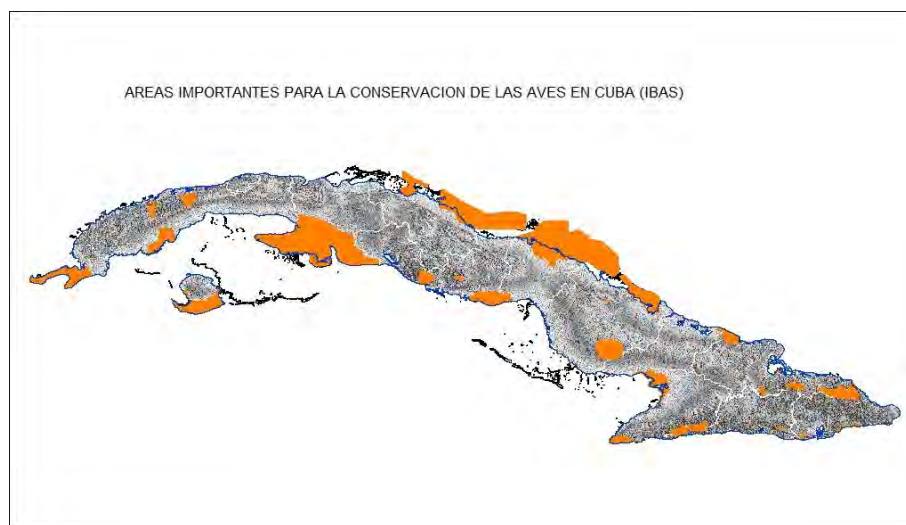 AREAS IMPORTANTES PARA LA CONSERVACION DE LAS AVES EN CUBA (IBAS)